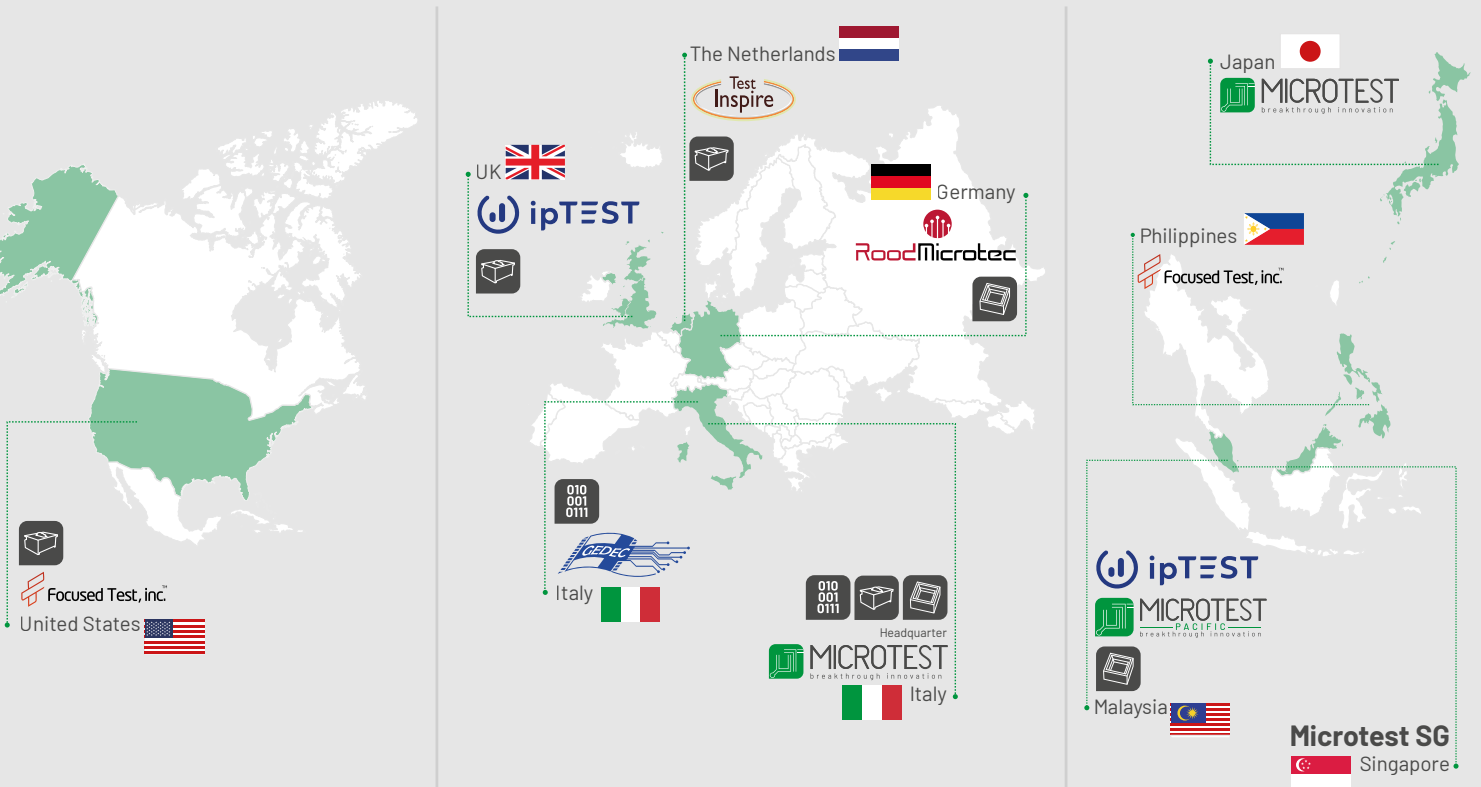 Focused Test, inc.™
United States
The Netherlands
Test
Inspire
UK
ipTEST
Germany
RoodMicrotec
010
001
0111
GEDEC
Italy
010
001
0111
Headquarter
MICROTEST
breakthrough innovation
Italy
Japan
MICROTEST
breakthrough innovation
Philippines
Focused Test, inc.™
ipTEST
MICROTEST
PACIFIC
breakthrough innovation
Malaysia
Microtest SG
Singapore